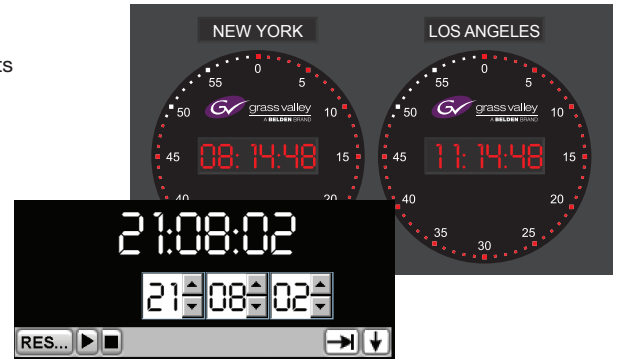 ts
NEW YORK
LOS ANGELES
0
55
5
50
grass valley
A BELDEN BRAND
10
08:14:48
45
15
40
20
0
55
5
50
grass valley
A BELDEN BRAND
10
11:14:48
45
15
40
20
35
25
30
21:08:02
21 08 02
RES...